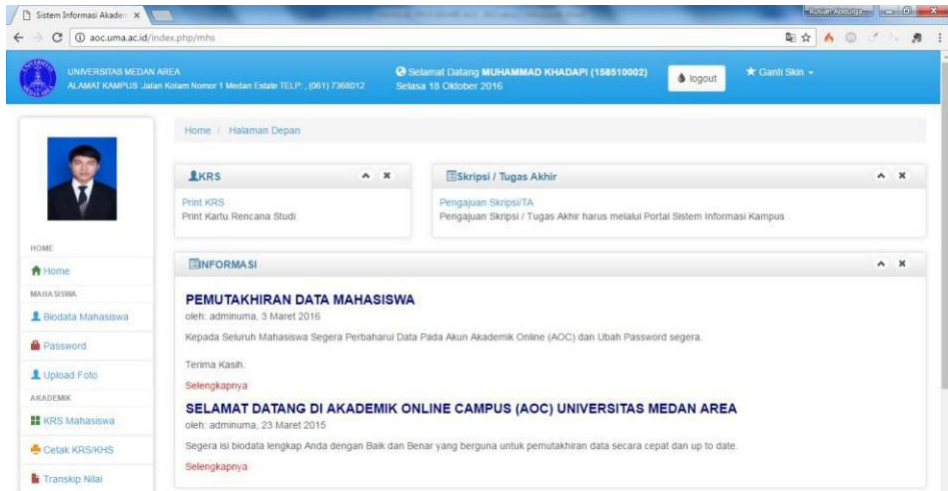 Sistem Informasi Akadem
aoc.uma.ac.id/index.php/mhs
UNIVERSITAS MEDAN AREA
ALAMAT KAMPUS :Jalan Kolam Nomor 1 Medan Estate TELP: , (061) 7368012
Selamat Datang MUHAMMAD KHADAPI (158510002)
Selasa 18 Oktober 2016
logout
Ganti Skin
Home / Halaman Depan
KRS
Print KRS
Print Kartu Rencana Studi
Skripsi / Tugas Akhir
Pengajuan Skripsi/TA
Pengajuan Skripsi / Tugas Akhir harus melalui Portal Sistem Informasi Kampus
HOME
Home
MAHASISWA
Biodata Mahasiswa
Password
Upload Foto
AKADEMIK
KRS Mahasiswa
Cetak KRS/KHS
Transkip Nilai
INFORMASI
PEMUTAKHIRAN DATA MAHASISWA
oleh: adminuma, 3 Maret 2016
Kepada Seluruh Mahasiswa Segera Perbaharui Data Pada Akun Akademik Online (AOC) dan Ubah Password segera.
Terima Kasih.
Selengkapnya
SELAMAT DATANG DI AKADEMIK ONLINE CAMPUS (AOC) UNIVERSITAS MEDAN AREA
oleh: adminuma, 23 Maret 2015
Segera isi biodata lengkap Anda dengan Baik dan Benar yang berguna untuk pemutakhiran data secara cepat dan up to date.
Selengkapnya